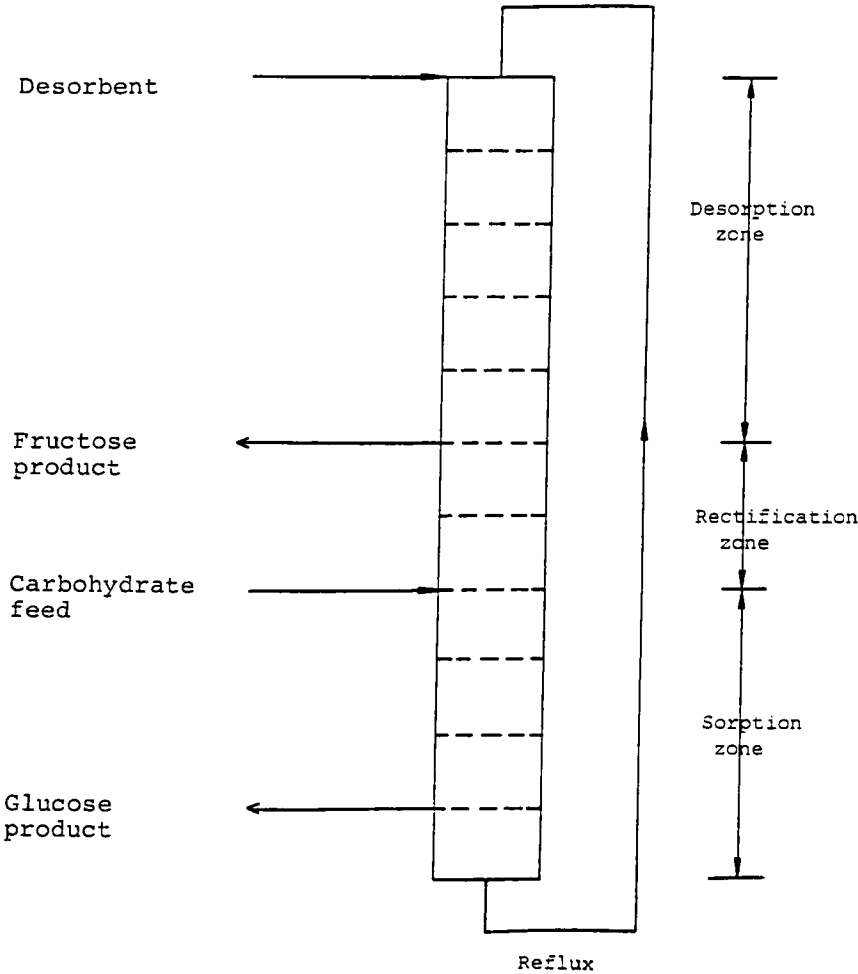 Desorbent
Desorption
zone
Fructose
product
Rectification
zone
Carbohydrate
feed
Sorption
zone
Glucose
product
Reflux